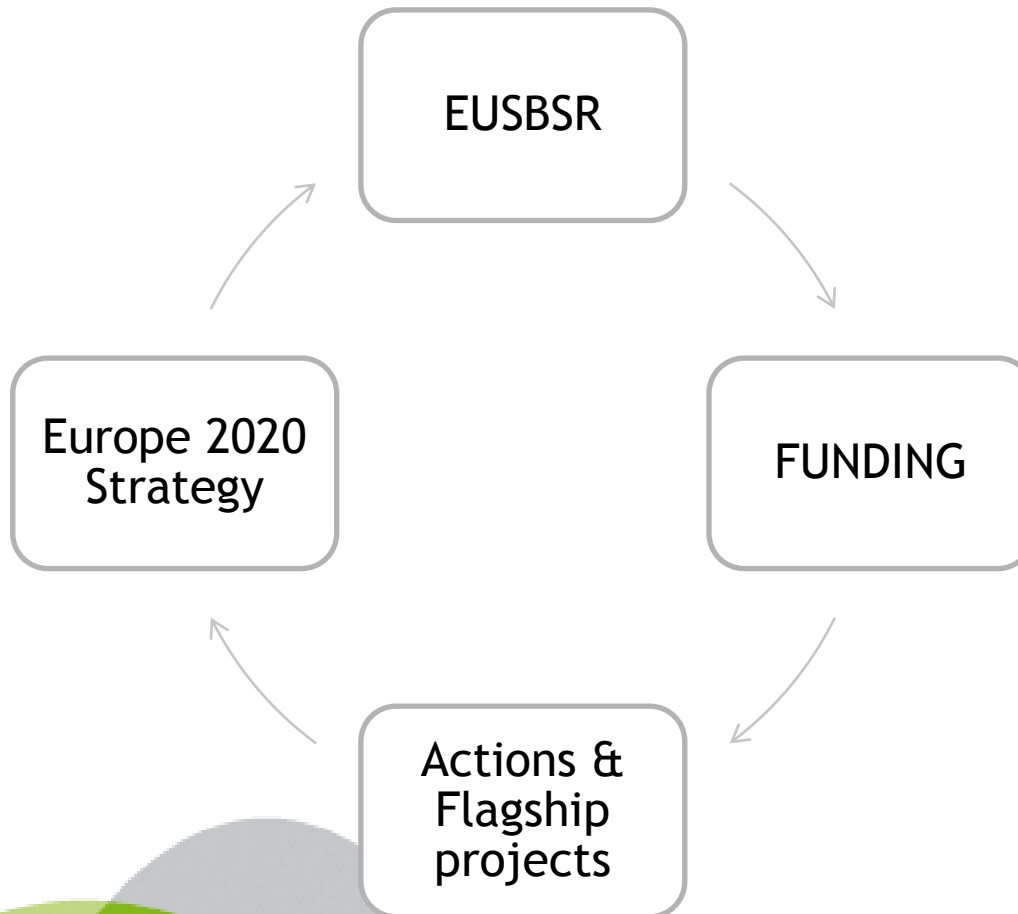 EUSBSR
Europe 2020
Strategy
FUNDING
Actions &
Flagship
projects